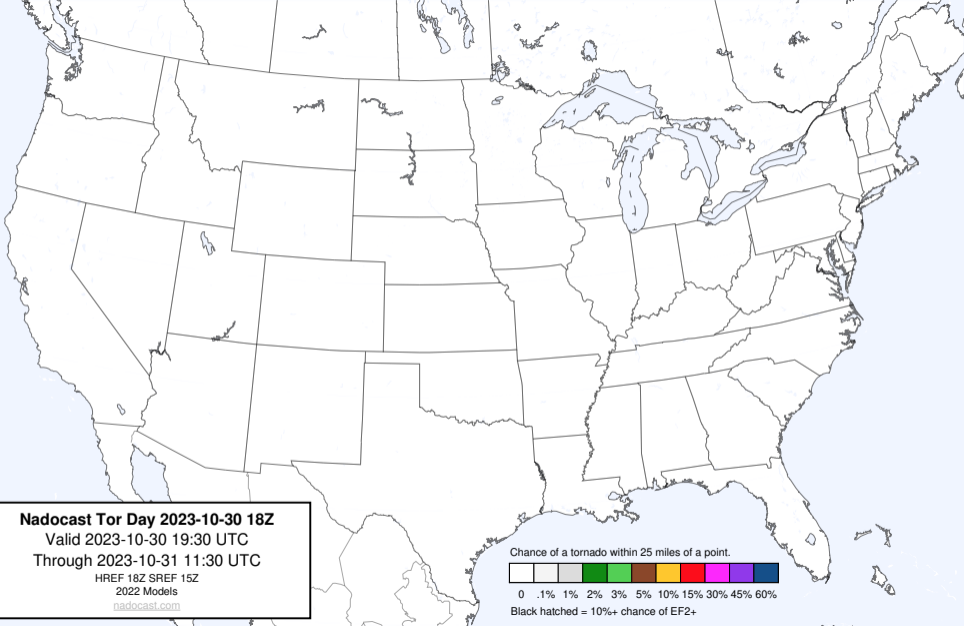 Nadocast Tor Day 2023-10-30 18Z
Valid 2023-10-30 19:30 UTC
Through 2023-10-31 11:30 UTC
HREF 18Z SREF 15Z
2022 Models
nadocast.com
Chance of a tornado within 25 miles of a point.
0 .1% 1% 2% 3% 5% 10% 15% 30% 45% 60%
Black hatched = 10%+ chance of EF2+